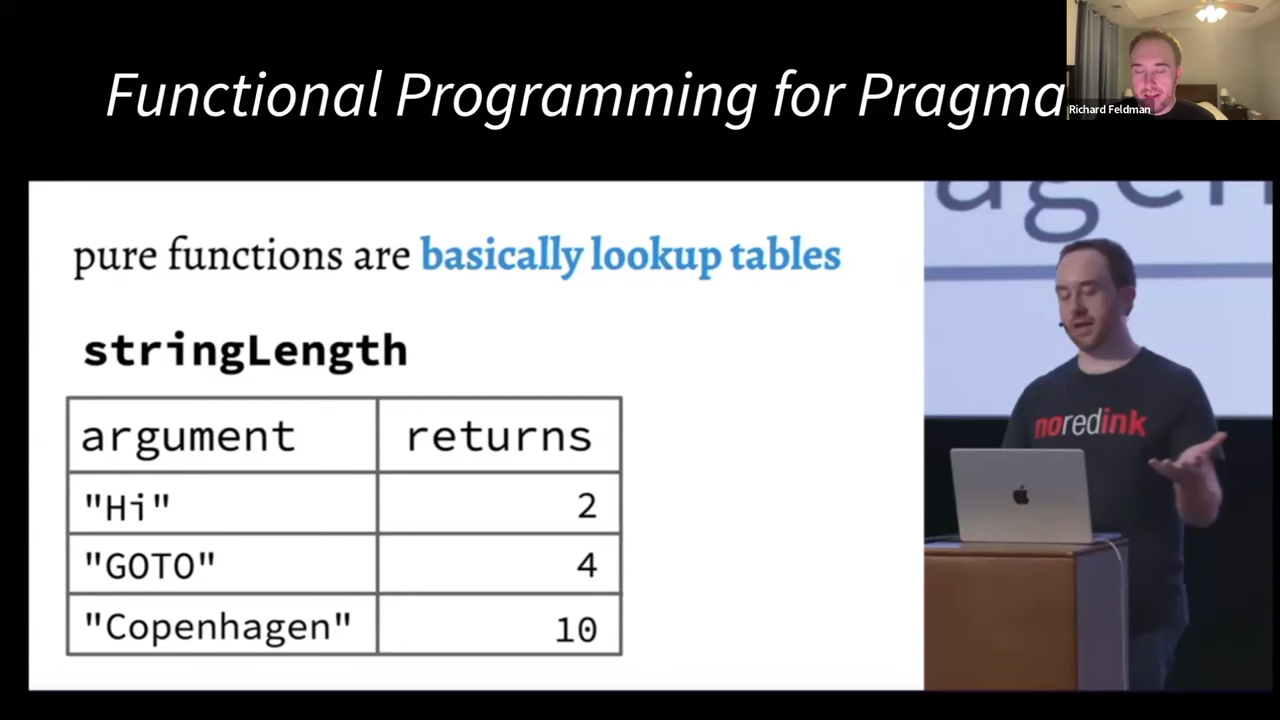 Functional Programming for Pragma
Richard Feldman
agen
pure functions are basically lookup tables
stringLength
argument returns
"Hi" 2
"GOTO" 4
"Copenhagen" 10
noredink